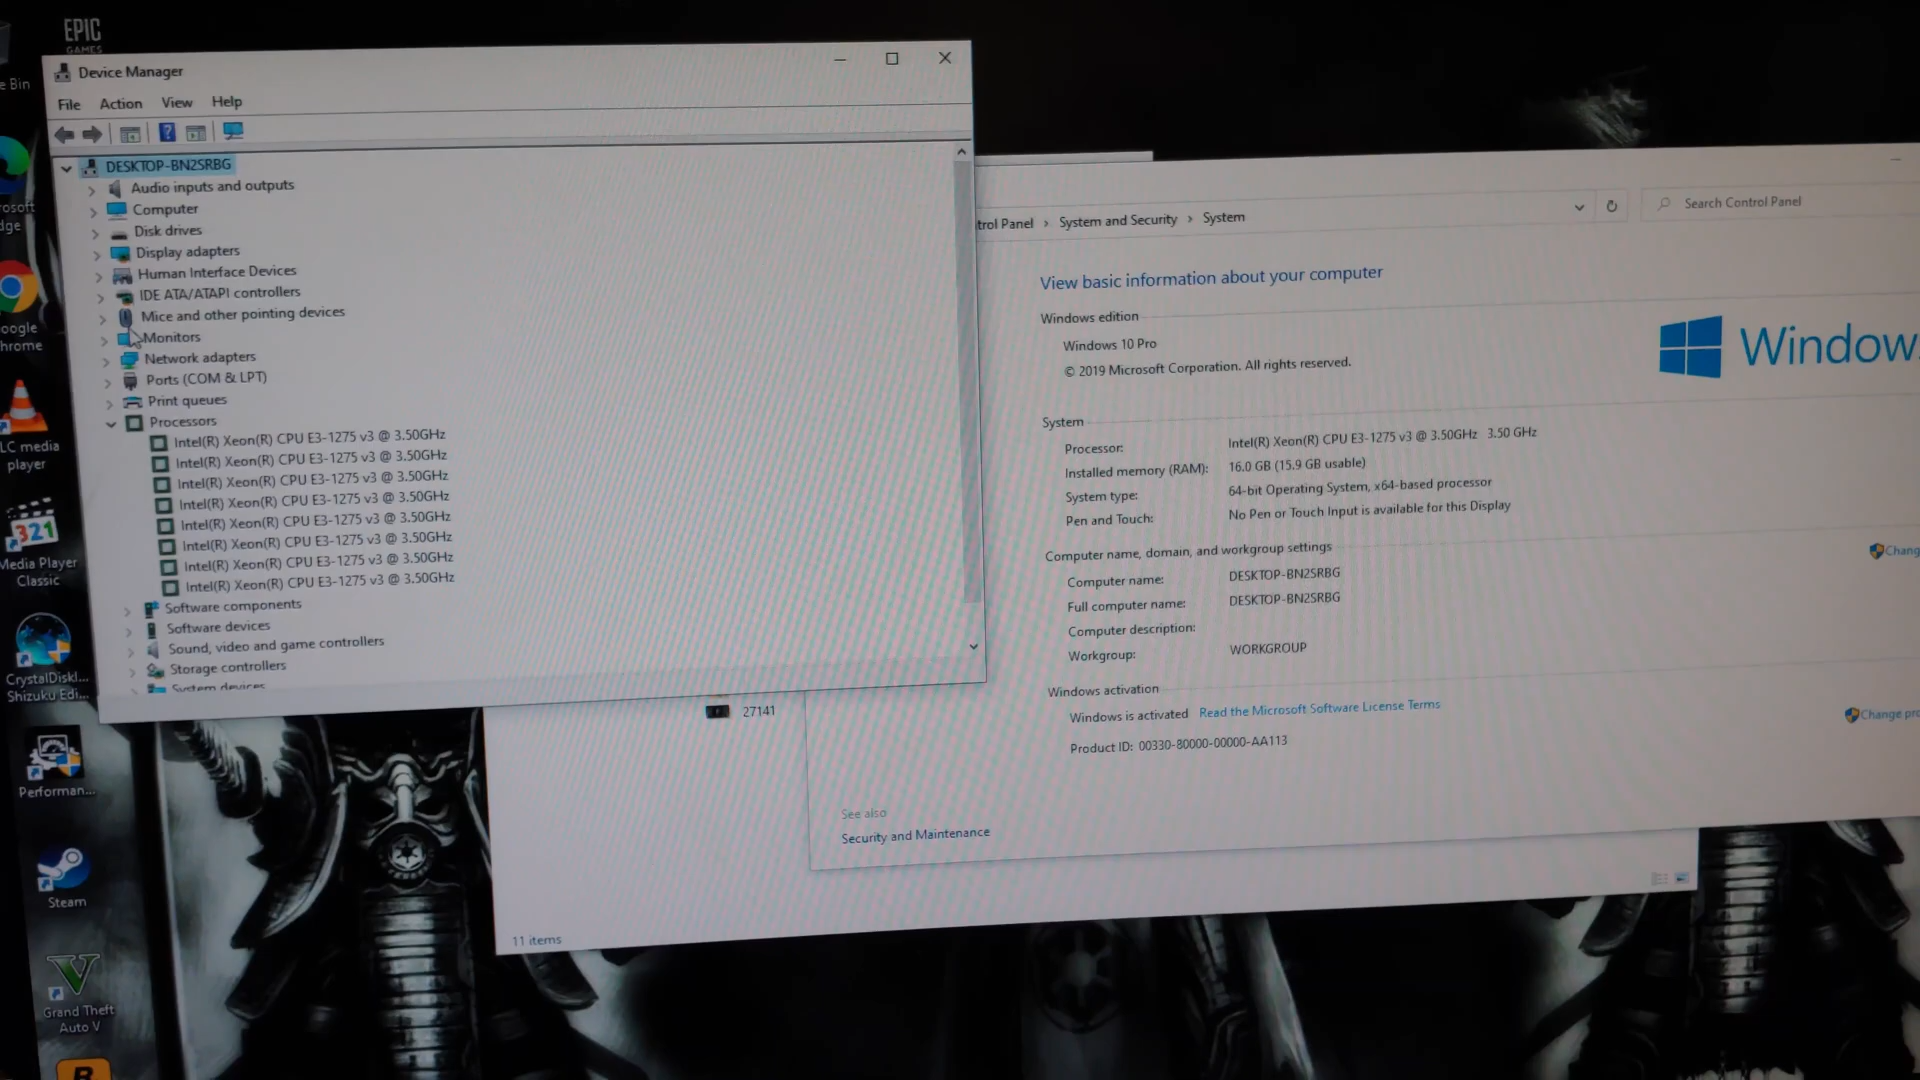 EPIC
GAMES
e Bin
rosoft
dge
oogle
hrome
LC media
player
321
Media Player
Classic
CrystalDiskI...
Shizuku Edi...
Performan...
Steam
Grand Theft
Auto V
R
Device Manager
File Action View Help
DESKTOP-BN2SRBG
Audio inputs and outputs
Computer
Disk drives
Display adapters
Human Interface Devices
IDE ATA/ATAPI controllers
Mice and other pointing devices
Monitors
Network adapters
Ports (COM & LPT)
Print queues
Processors
Intel(R) Xeon(R) CPU E3-1275 v3 @ 3.50GHz
Intel(R) Xeon(R) CPU E3-1275 v3 @ 3.50GHz
Intel(R) Xeon(R) CPU E3-1275 v3 @ 3.50GHz
Intel(R) Xeon(R) CPU E3-1275 v3 @ 3.50GHz
Intel(R) Xeon(R) CPU E3-1275 v3 @ 3.50GHz
Intel(R) Xeon(R) CPU E3-1275 v3 @ 3.50GHz
Intel(R) Xeon(R) CPU E3-1275 v3 @ 3.50GHz
Intel(R) Xeon(R) CPU E3-1275 v3 @ 3.50GHz
Software components
Software devices
Sound, video and game controllers
Storage controllers
System devices
27141
11 items
trol Panel › System and Security › System
Search Control Panel
View basic information about your computer
Windows edition
Windows 10 Pro
© 2019 Microsoft Corporation. All rights reserved.
Windows
System
Processor: Intel(R) Xeon(R) CPU E3-1275 v3 @ 3.50GHz 3.50 GHz
Installed memory (RAM): 16.0 GB (15.9 GB usable)
System type: 64-bit Operating System, x64-based processor
Pen and Touch: No Pen or Touch Input is available for this Display
Computer name, domain, and workgroup settings
Computer name: DESKTOP-BN2SRBG
Chang
Full computer name: DESKTOP-BN2SRBG
Computer description:
Workgroup: WORKGROUP
Windows activation
Windows is activated Read the Microsoft Software License Terms
Product ID: 00330-80000-00000-AA113
Change pro
See also
Security and Maintenance